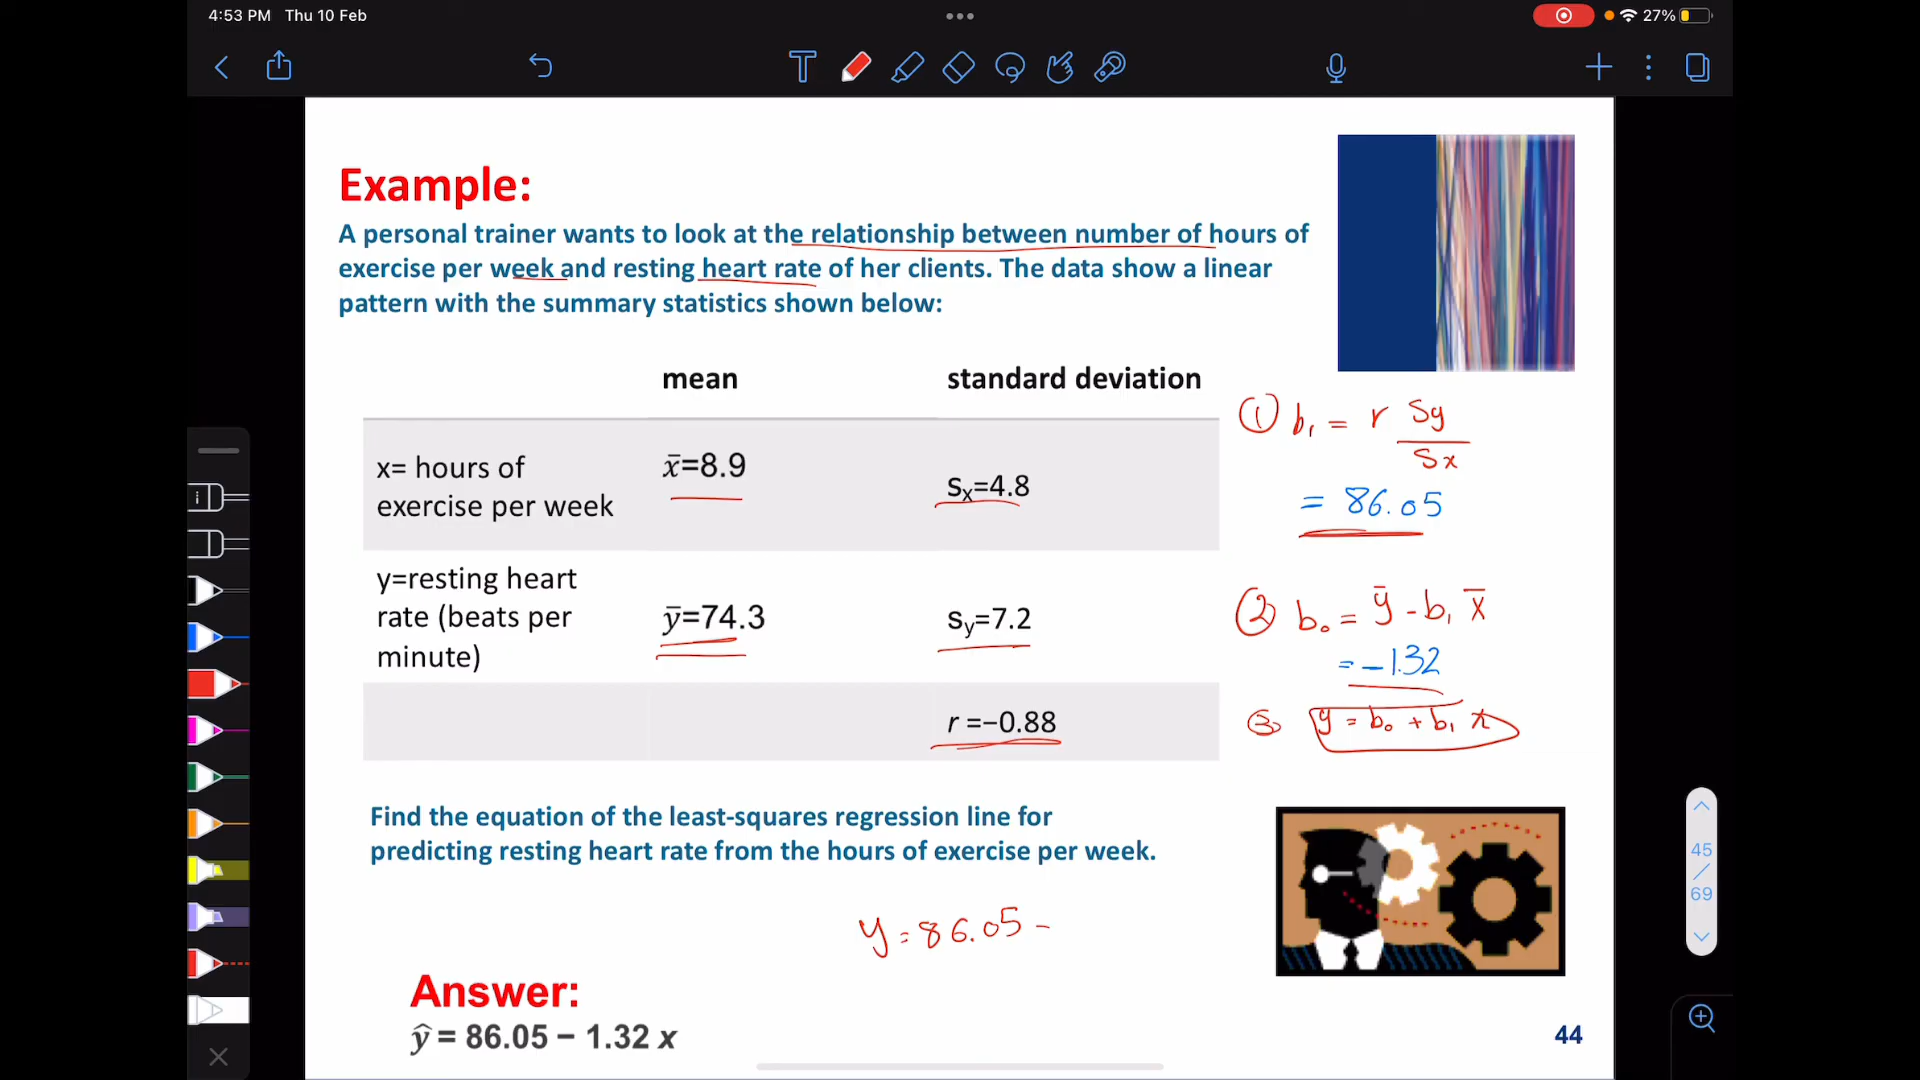 4:53 PM Thu 10 Feb
27%
Example:
A personal trainer wants to look at the relationship between number of hours of
exercise per week and resting heart rate of her clients. The data show a linear
pattern with the summary statistics shown below:
mean standard deviation
x= hours of
exercise per week
x̄=8.9
sₓ=4.8
y=resting heart
rate (beats per
minute)
ȳ=74.3
s_y=7.2
r =−0.88
① b₁ = r Sy/Sx
= 86.05
② b₀ = ȳ - b₁ x̄
= -1.32
③ y = b₀ + b₁ x
Find the equation of the least-squares regression line for
predicting resting heart rate from the hours of exercise per week.
y = 86.05 -
Answer:
ŷ = 86.05 − 1.32 x
44
45
/
69